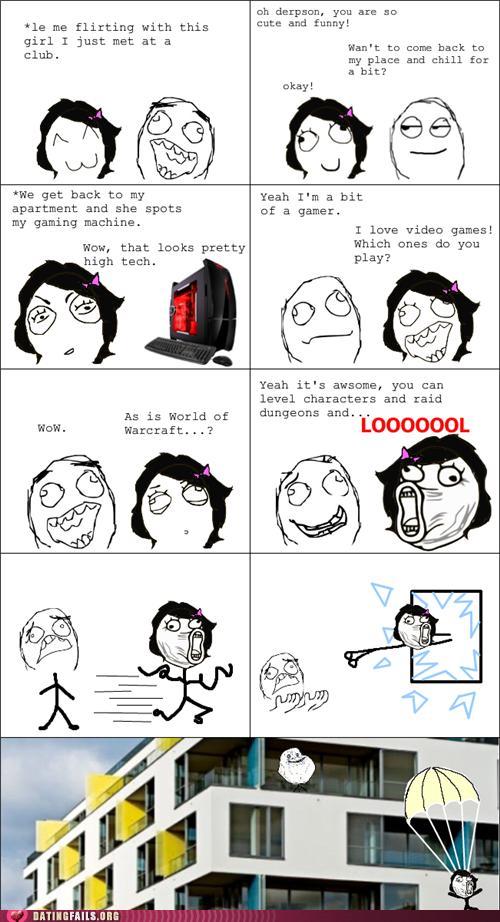 *le me flirting with this
girl I just met at a
club.
oh derpson, you are so
cute and funny!
Wan't to come back to
my place and chill for
a bit?
okay!
*We get back to my
apartment and she spots
my gaming machine.
Wow, that looks pretty
high tech.
Yeah I'm a bit
of a gamer.
I love video games!
Which ones do you
play?
WoW.
As is World of
Warcraft...?
Yeah it's awsome, you can
level characters and raid
dungeons and...
LOOOOOOL
DATINGFAILS.ORG